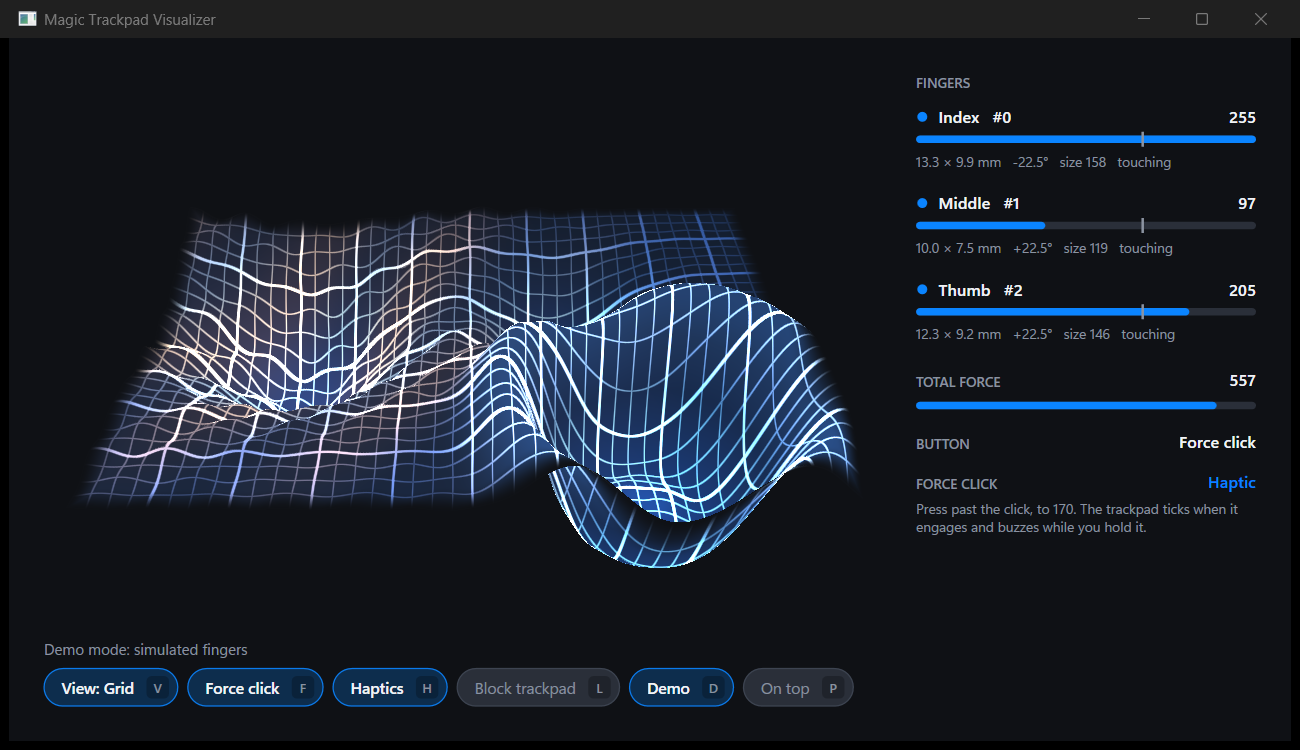 Magic Trackpad Visualizer
FINGERS
Index #0 255
13.3 × 9.9 mm -22.5° size 158 touching
Middle #1 97
10.0 × 7.5 mm +22.5° size 119 touching
Thumb #2 205
12.3 × 9.2 mm +22.5° size 146 touching
TOTAL FORCE 557
BUTTON Force click
FORCE CLICK Haptic
Press past the click, to 170. The trackpad ticks when it
engages and buzzes while you hold it.
Demo mode: simulated fingers
View: Grid V Force click F Haptics H Block trackpad L Demo D On top P